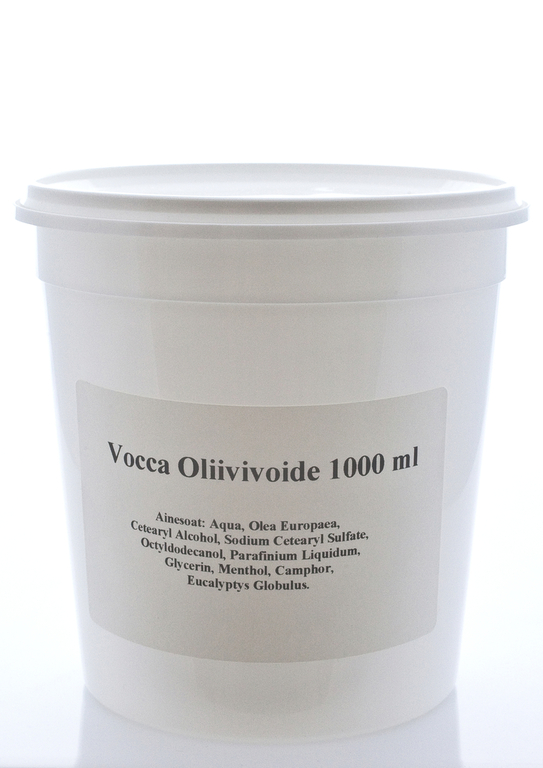 Vocca Oliivivoide 1000 ml
Ainesoat: Aqua, Olea Europaea,
Cetearyl Alcohol, Sodium Cetearyl Sulfate,
Octyldodecanol, Parafinium Liquidum,
Glycerin, Menthol, Camphor,
Eucalyptys Globulus.